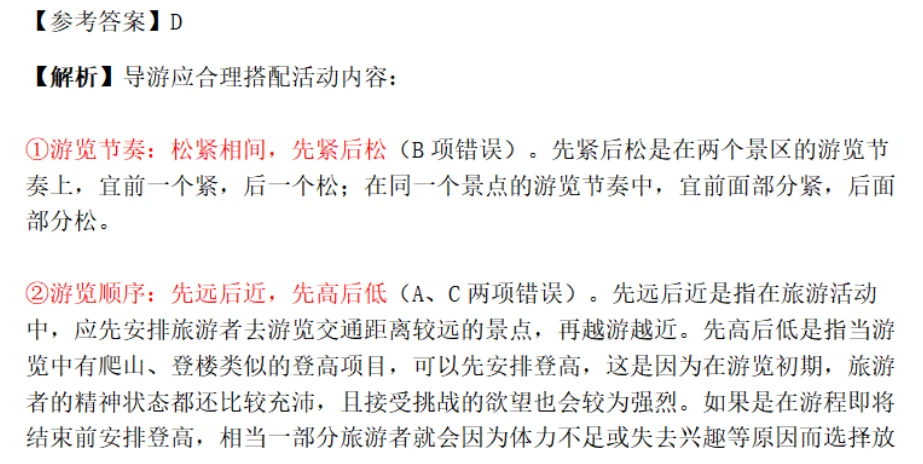 【参考答案】D
【解析】导游应合理搭配活动内容：
①游览节奏：松紧相间，先紧后松（B 项错误）。先紧后松是在两个景区的游览节
奏上，宜前一个紧，后一个松；在同一个景点的游览节奏中，宜前面部分紧，后面
部分松。
②游览顺序：先远后近，先高后低（A、C 两项错误）。先远后近是指在旅游活动
中，应先安排旅游者去游览交通距离较远的景点，再越游越近。先高后低是指当游
览中有爬山、登楼类似的登高项目，可以先安排登高，这是因为在游览初期，旅游
者的精神状态都还比较充沛，且接受挑战的欲望也会较为强烈。如果是在游程即将
结束前安排登高，相当一部分旅游者就会因为体力不足或失去兴趣等原因而选择放